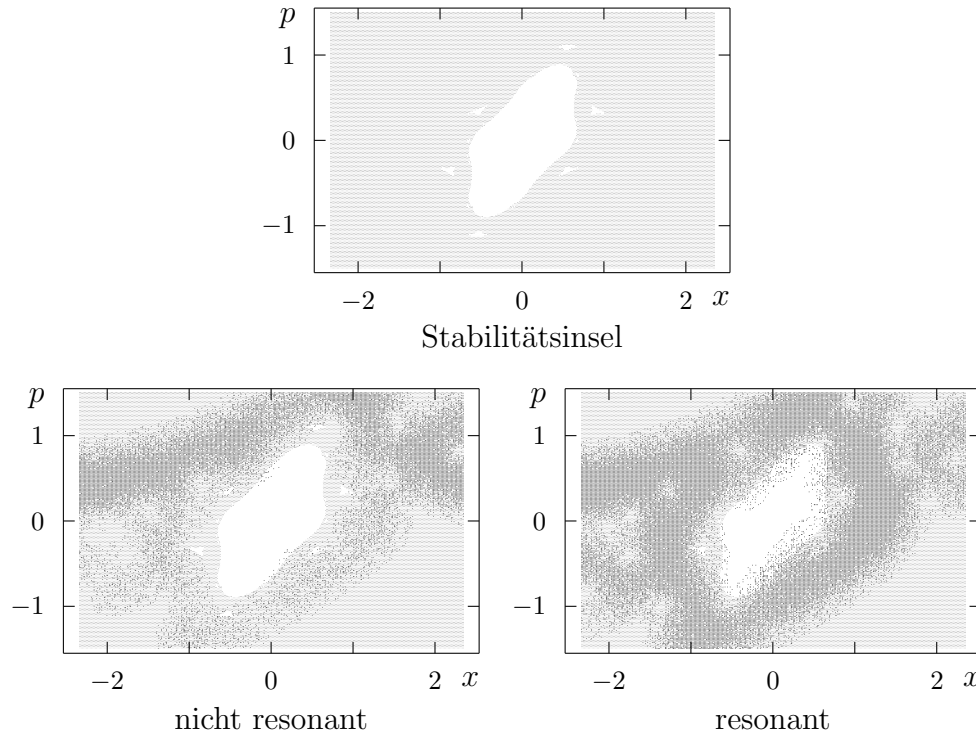 p
1
0
−1
−2 0 2 x
Stabilitätsinsel
p
1
0
−1
−2 0 2 x
nicht resonant
p
1
0
−1
−2 0 2 x
resonant